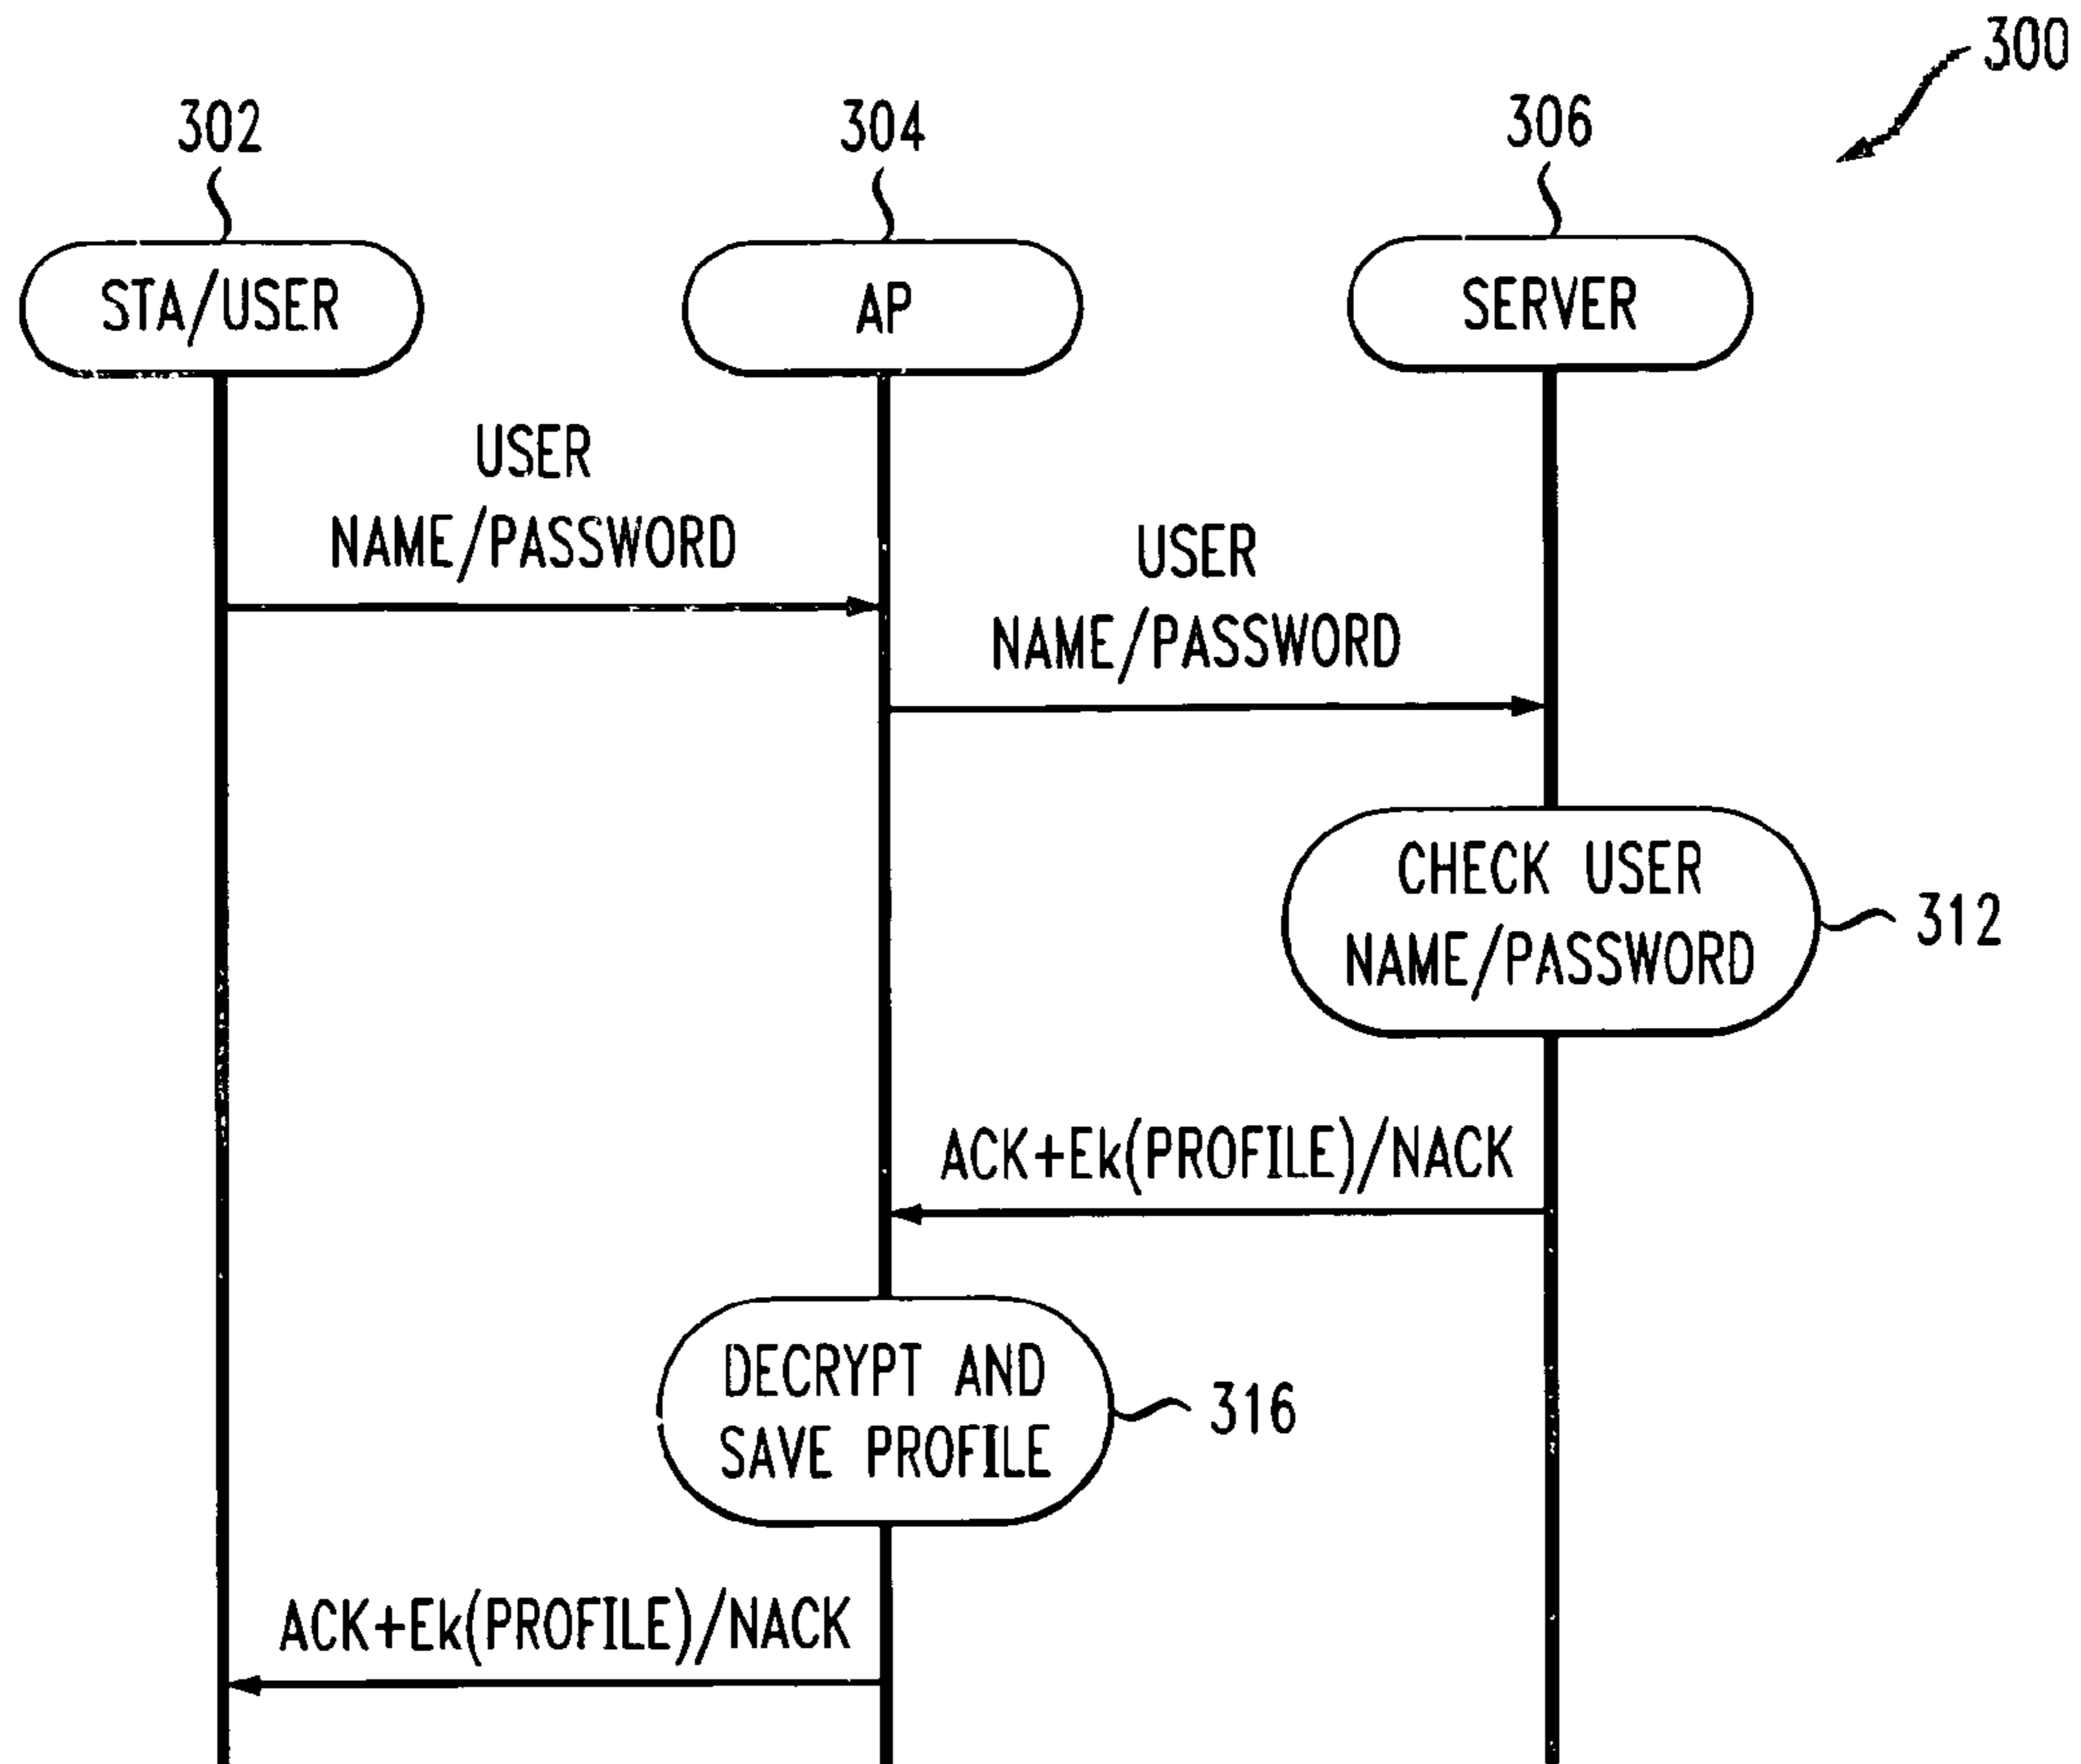 300
302
304
306
STA/USER
AP
SERVER
USER
NAME/PASSWORD
USER
NAME/PASSWORD
CHECK USER
NAME/PASSWORD
312
ACK+Ek(PROFILE)/NACK
DECRYPT AND
SAVE PROFILE
316
ACK+Ek(PROFILE)/NACK